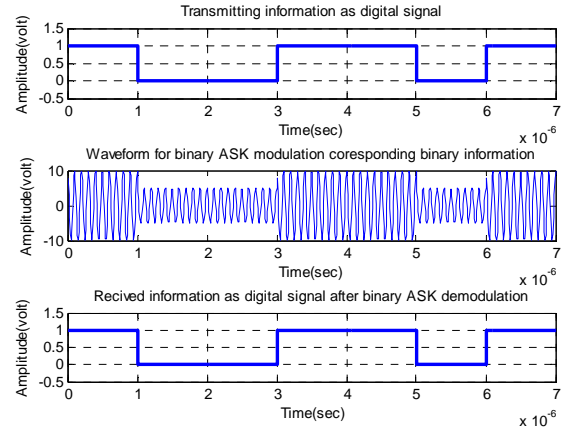 Transmitting information as digital signal
1.5
1
0.5
0
-0.5
Amplitude(volt)
0 1 2 3 4 5 6 7
Time(sec)
x 10^-6
Waveform for binary ASK modulation coresponding binary information
10
0
-10
Amplitude(volt)
0 1 2 3 4 5 6 7
Time(sec)
x 10^-6
Recived information as digital signal after binary ASK demodulation
1.5
1
0.5
0
-0.5
Amplitude(volt)
0 1 2 3 4 5 6 7
Time(sec)
x 10^-6